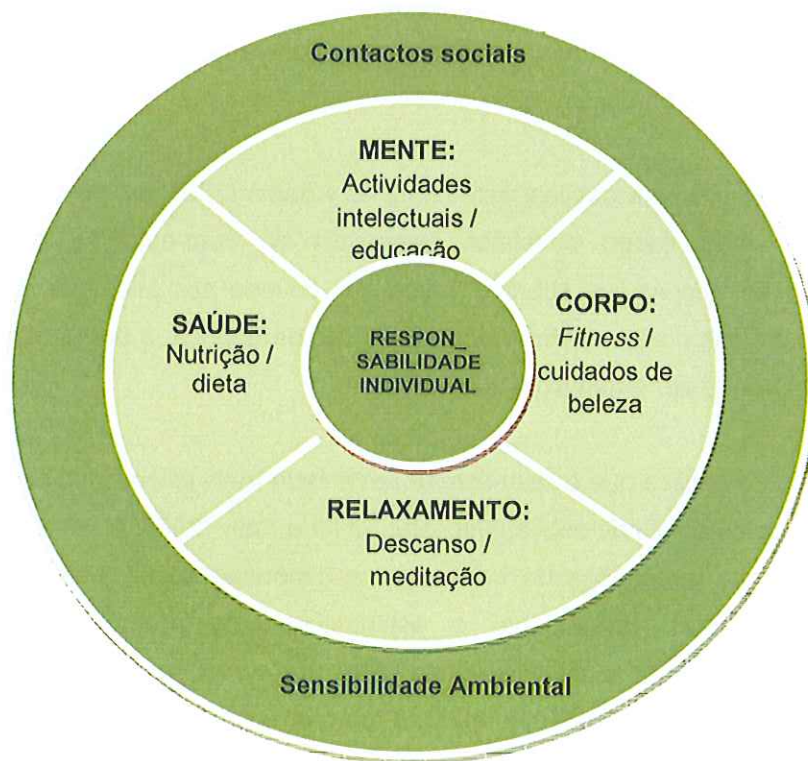 Contactos sociais
MENTE:
Actividades
intelectuais /
educação
SAÚDE:
Nutrição /
dieta
RESPON_
SABILIDADE
INDIVIDUAL
CORPO:
Fitness /
cuidados de
beleza
RELAXAMENTO:
Descanso /
meditação
Sensibilidade Ambiental